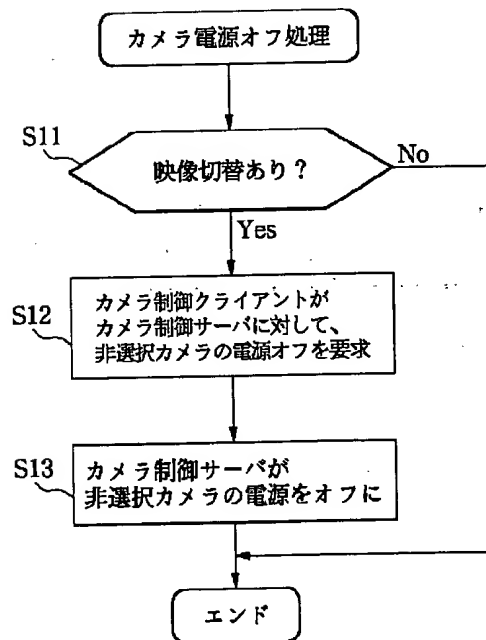 カメラ電源オフ処理
S11
映像切替あり？
No
Yes
S12
カメラ制御クライアントが
カメラ制御サーバに対して、
非選択カメラの電源オフを要求
S13
カメラ制御サーバが
非選択カメラの電源をオフに
エンド